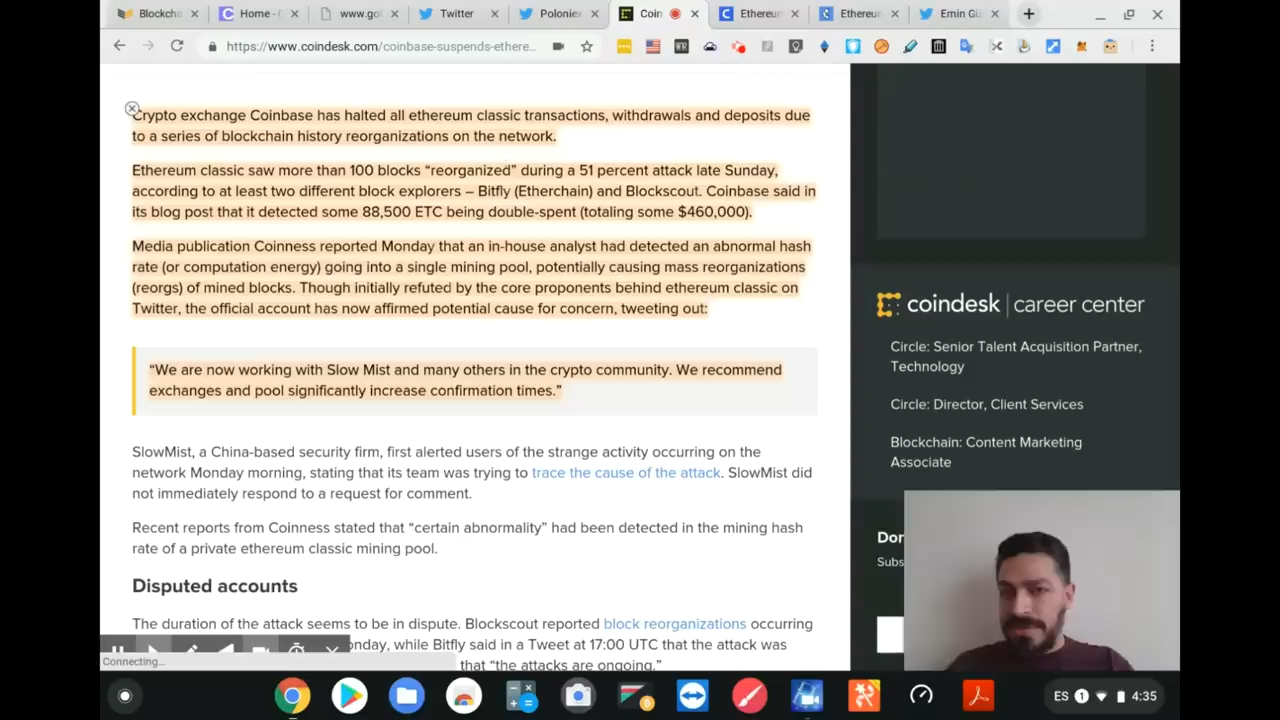 Blockcha
Home - (
www.gol
Twitter
Polonie
Coin
Ethereun
Ethereun
Emin Gü
https://www.coindesk.com/coinbase-suspends-ethere...
Crypto exchange Coinbase has halted all ethereum classic transactions, withdrawals and deposits due
to a series of blockchain history reorganizations on the network.
Ethereum classic saw more than 100 blocks “reorganized” during a 51 percent attack late Sunday,
according to at least two different block explorers – Bitfly (Etherchain) and Blockscout. Coinbase said in
its blog post that it detected some 88,500 ETC being double-spent (totaling some $460,000).
Media publication Coinness reported Monday that an in-house analyst had detected an abnormal hash
rate (or computation energy) going into a single mining pool, potentially causing mass reorganizations
(reorgs) of mined blocks. Though initially refuted by the core proponents behind ethereum classic on
Twitter, the official account has now affirmed potential cause for concern, tweeting out:
“We are now working with Slow Mist and many others in the crypto community. We recommend
exchanges and pool significantly increase confirmation times.”
SlowMist, a China-based security firm, first alerted users of the strange activity occurring on the
network Monday morning, stating that its team was trying to trace the cause of the attack. SlowMist did
not immediately respond to a request for comment.
Recent reports from Coinness stated that “certain abnormality” had been detected in the mining hash
rate of a private ethereum classic mining pool.
Disputed accounts
The duration of the attack seems to be in dispute. Blockscout reported block reorganizations occurring
onday, while Bitfly said in a Tweet at 17:00 UTC that the attack was
that “the attacks are ongoing.”
Connecting...
coindesk | career center
Circle: Senior Talent Acquisition Partner,
Technology
Circle: Director, Client Services
Blockchain: Content Marketing
Associate
Don
Subs
ES 1 4:35